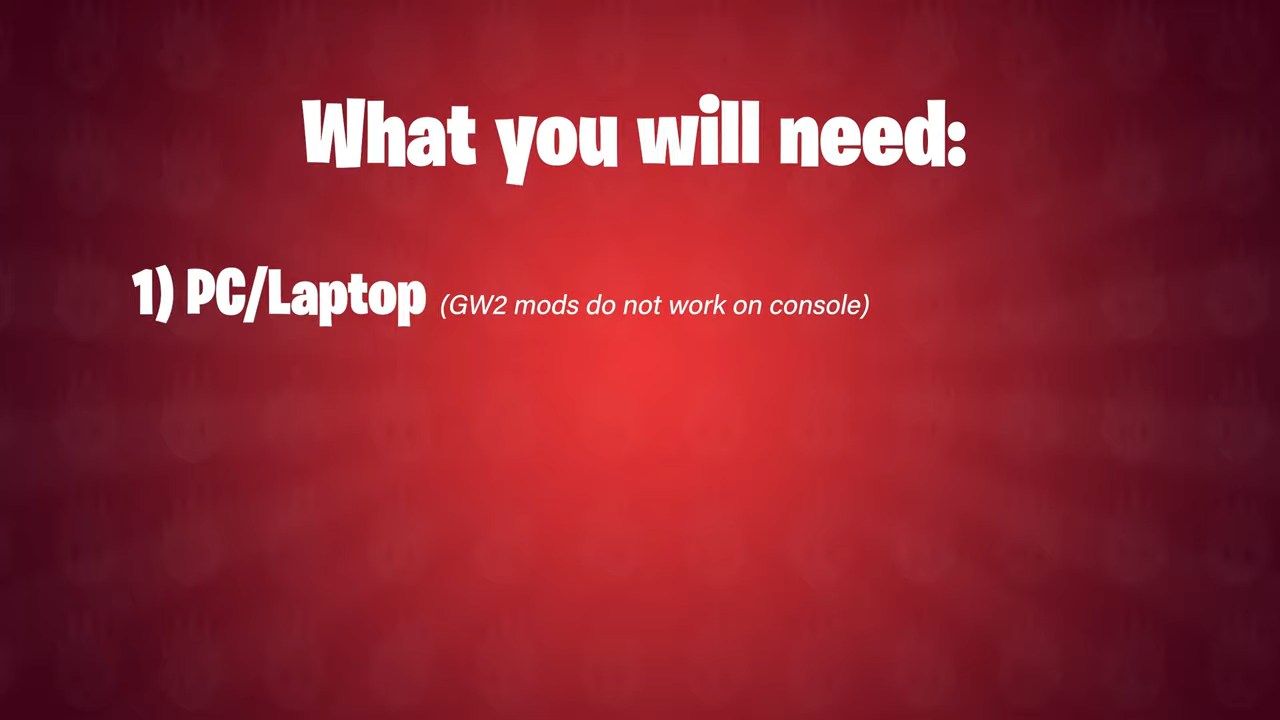 What you will need:
1) PC/Laptop (GW2 mods do not work on console)